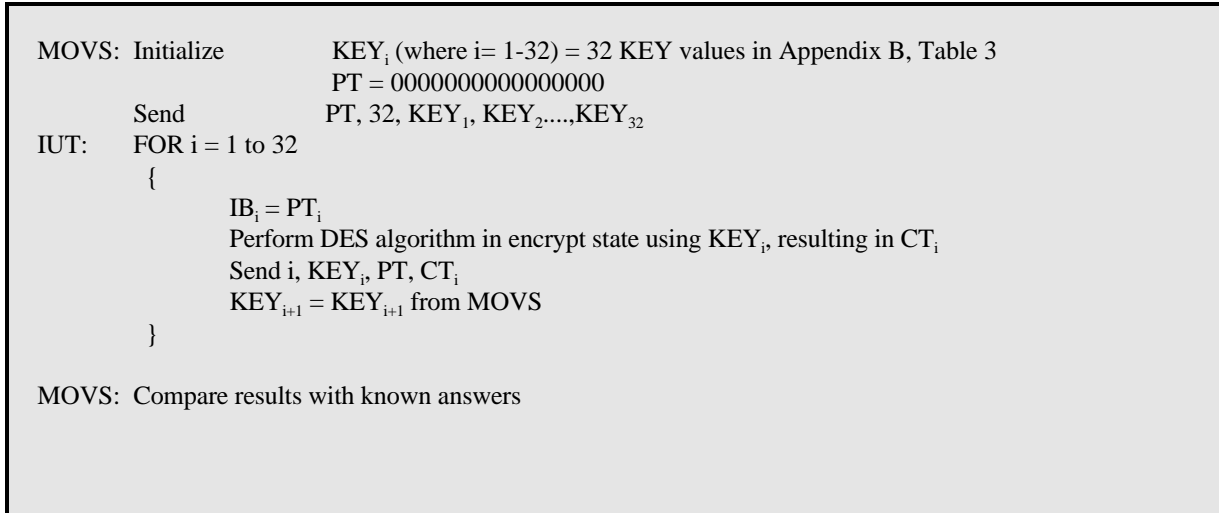 MOVS: Initialize KEYi (where i= 1-32) = 32 KEY values in Appendix B, Table 3
PT = 0000000000000000
Send PT, 32, KEY1, KEY2....,KEY32
IUT: FOR i = 1 to 32
{
IBi = PTi
Perform DES algorithm in encrypt state using KEYi, resulting in CTi
Send i, KEYi, PT, CTi
KEYi+1 = KEYi+1 from MOVS
}
MOVS: Compare results with known answers